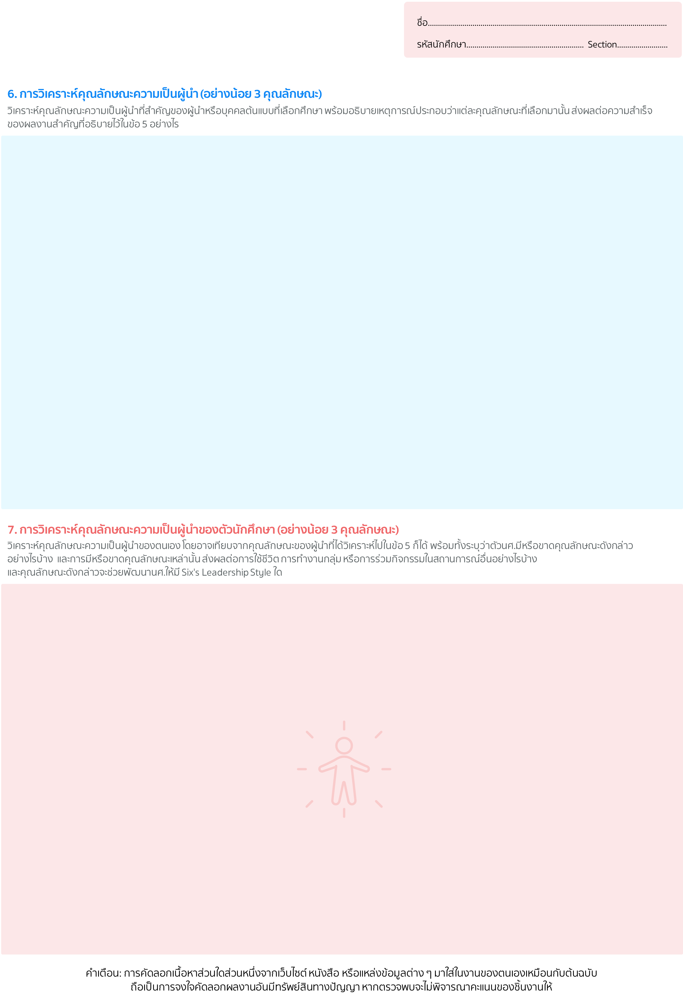 ชื่อ......................................................................................................................
รหัสนักศึกษา.......................................................... Section.........................
6. การวิเคราะห์คุณลักษณะความเป็นผู้นำ (อย่างน้อย 3 คุณลักษณะ)
วิเคราะห์คุณลักษณะความเป็นผู้นำที่สำคัญของผู้นำหรือบุคคลต้นแบบที่เลือกศึกษา พร้อมอธิบายเหตุการณ์ประกอบว่าแต่ละคุณลักษณะที่เลือกมานั้น ส่งผลต่อความสำเร็จ
ของผลงานสำคัญที่อธิบายไว้ในข้อ 5 อย่างไร
7. การวิเคราะห์คุณลักษณะความเป็นผู้นำของตัวนักศึกษา (อย่างน้อย 3 คุณลักษณะ)
วิเคราะห์คุณลักษณะความเป็นผู้นำของตนเอง โดยอาจเทียบจากคุณลักษณะของผู้นำที่ได้วิเคราะห์ไปในข้อ 5 ก็ได้ พร้อมทั้งระบุว่าตัวนศ.มีหรือขาดคุณลักษณะดังกล่าว
อย่างไรบ้าง และการมีหรือขาดคุณลักษณะเหล่านั้น ส่งผลต่อการใช้ชีวิต การทำงานกลุ่ม หรือการร่วมกิจกรรมในสถานการณ์อื่นอย่างไรบ้าง
และคุณลักษณะดังกล่าวจะช่วยพัฒนานศ.ให้มี Six's Leadership Style ใด
คำเตือน: การคัดลอกเนื้อหาส่วนใดส่วนหนึ่งจากเว็บไซต์ หนังสือ หรือแหล่งข้อมูลต่าง ๆ มาใส่ในงานของตนเองเหมือนกับต้นฉบับ
ถือเป็นการจงใจคัดลอกผลงานอันมีทรัพย์สินทางปัญญา หากตรวจพบจะไม่พิจารณาคะแนนของชิ้นงานให้